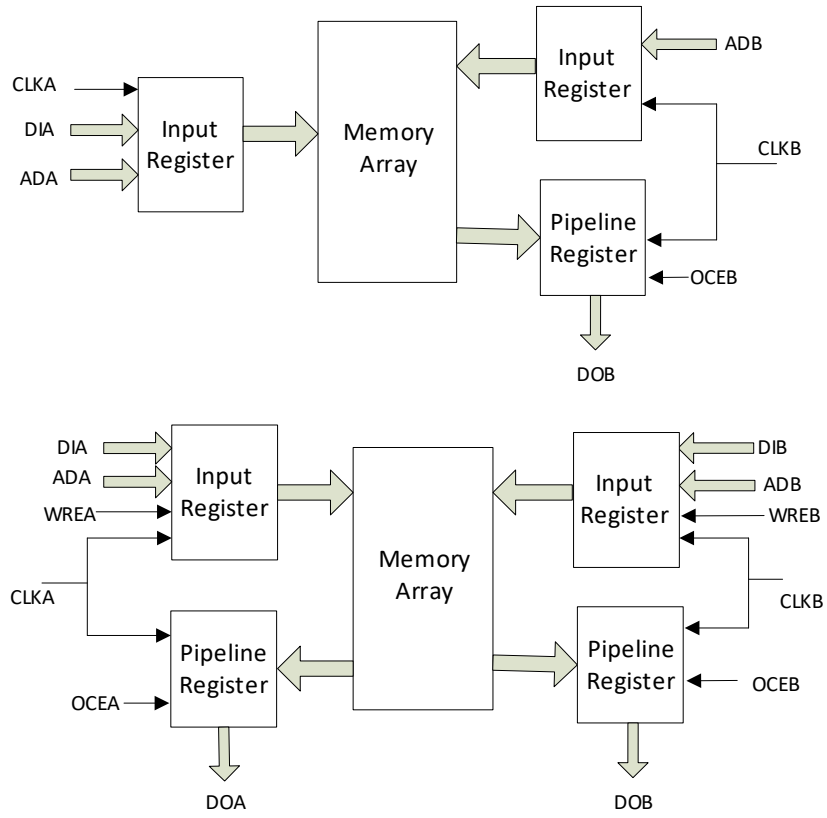 CLKA
DIA
ADA
Input
Register
Memory
Array
Input
Register
ADB
CLKB
Pipeline
Register
OCEB
DOB
DIA
ADA
WREA
CLKA
OCEA
Input
Register
Pipeline
Register
DOA
Memory
Array
Input
Register
DIB
ADB
WREB
CLKB
Pipeline
Register
OCEB
DOB